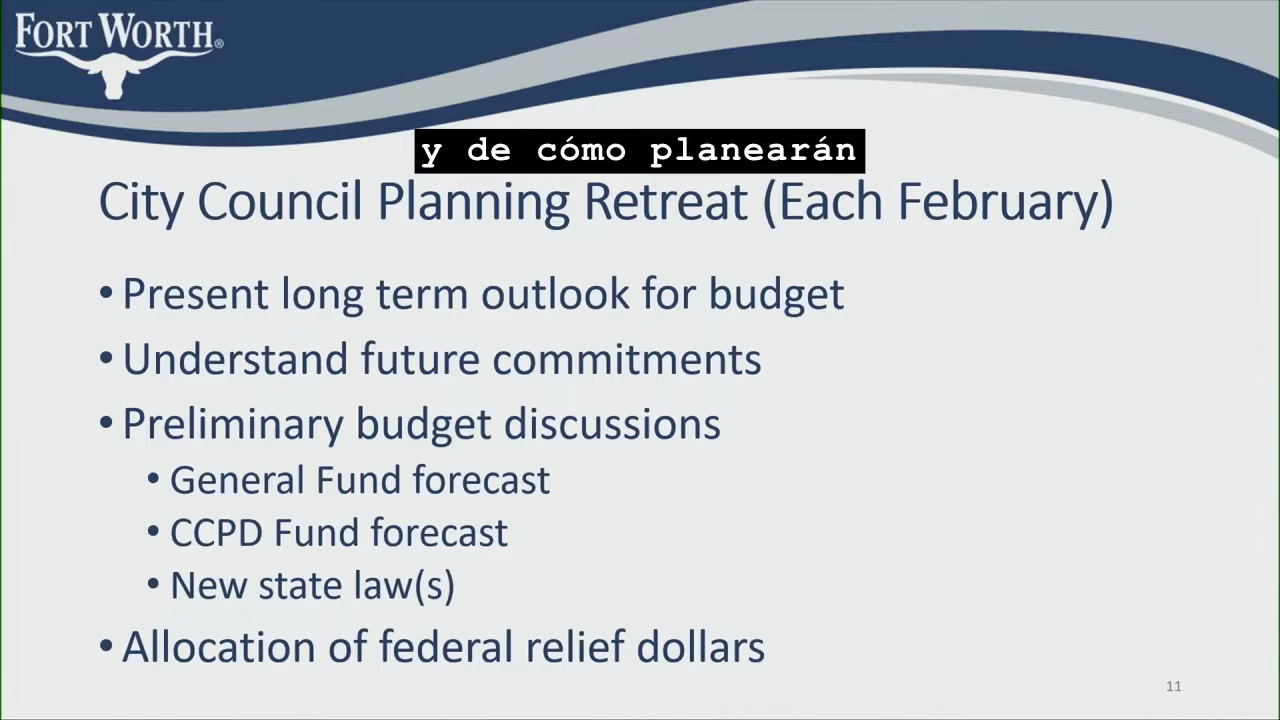 FORT WORTH®
y de cómo planearán
City Council Planning Retreat (Each February)
• Present long term outlook for budget
• Understand future commitments
• Preliminary budget discussions
• General Fund forecast
• CCPD Fund forecast
• New state law(s)
• Allocation of federal relief dollars
11